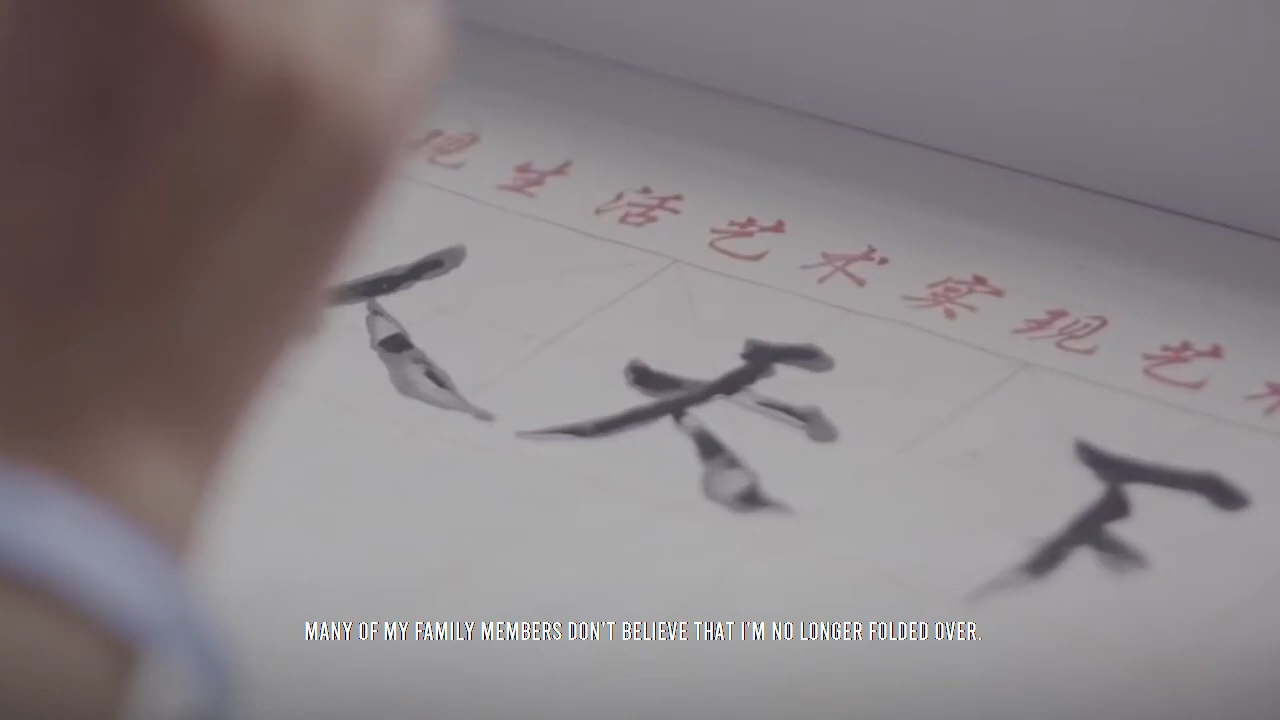 现生活艺术实现艺
MANY OF MY FAMILY MEMBERS DON'T BELIEVE THAT I'M NO LONGER FOLDED OVER.